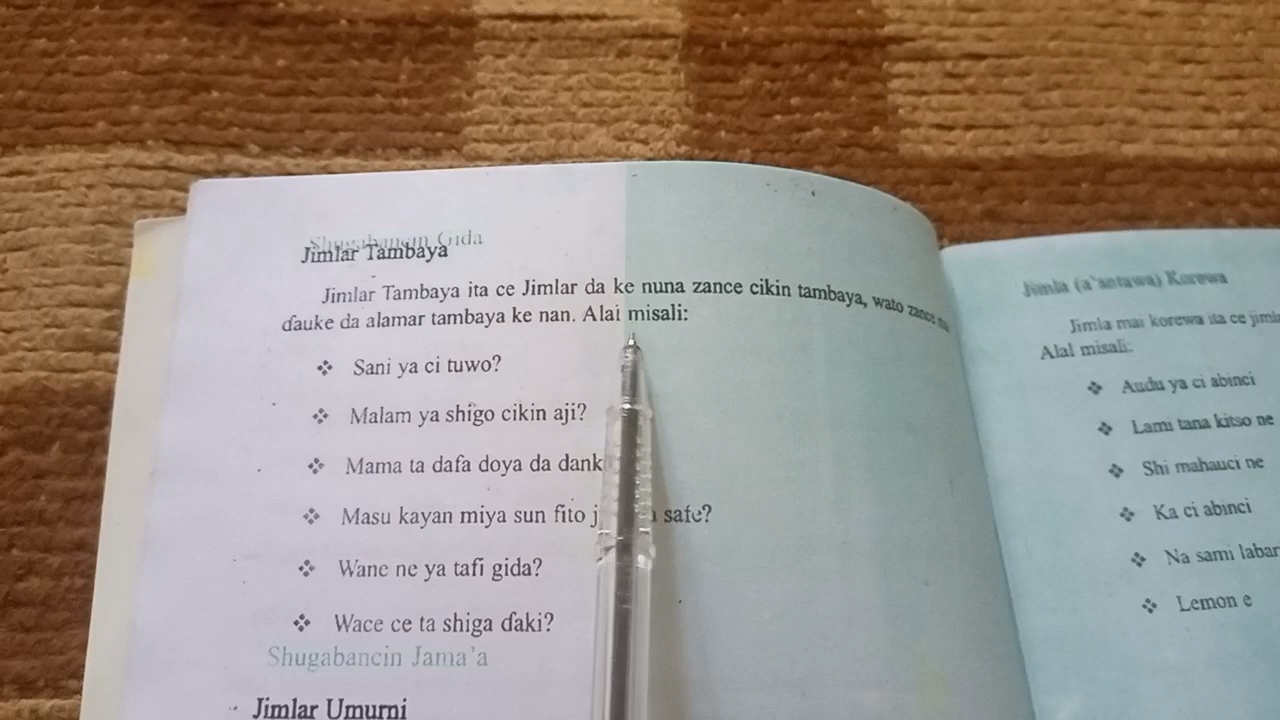 Shugabancin Gida
Jimlar Tambaya
Jimlar Tambaya ita ce Jimlar da ke nuna zance cikin tambaya, wato zance
ɗauke da alamar tambaya ke nan. Alal misali:
Sani ya ci tuwo?
Malam ya shigo cikin aji?
Mama ta dafa doya da
Masu kayan miya sun fito safe?
Wane ne ya tafi gida?
Wace ce ta shiga ɗaki?
Shugabancin Jama'a
Jimlar Umurni
Jimla (a'antawa) Korewa
Jimla mai korewa ita ce
Alal misali:
Audu ya ci abinci
Lami tana kitso ne
Shi mahauci ne
Ka ci abinci
Na sami
Lemon